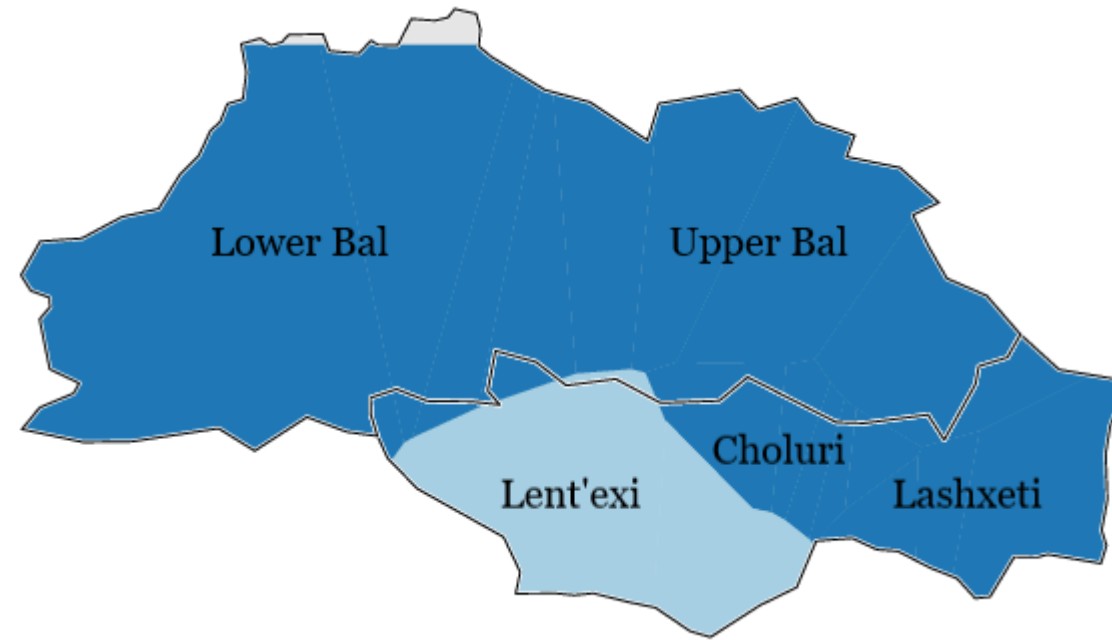 Lower Bal
Upper Bal
Choluri
Lent'exi
Lashxeti